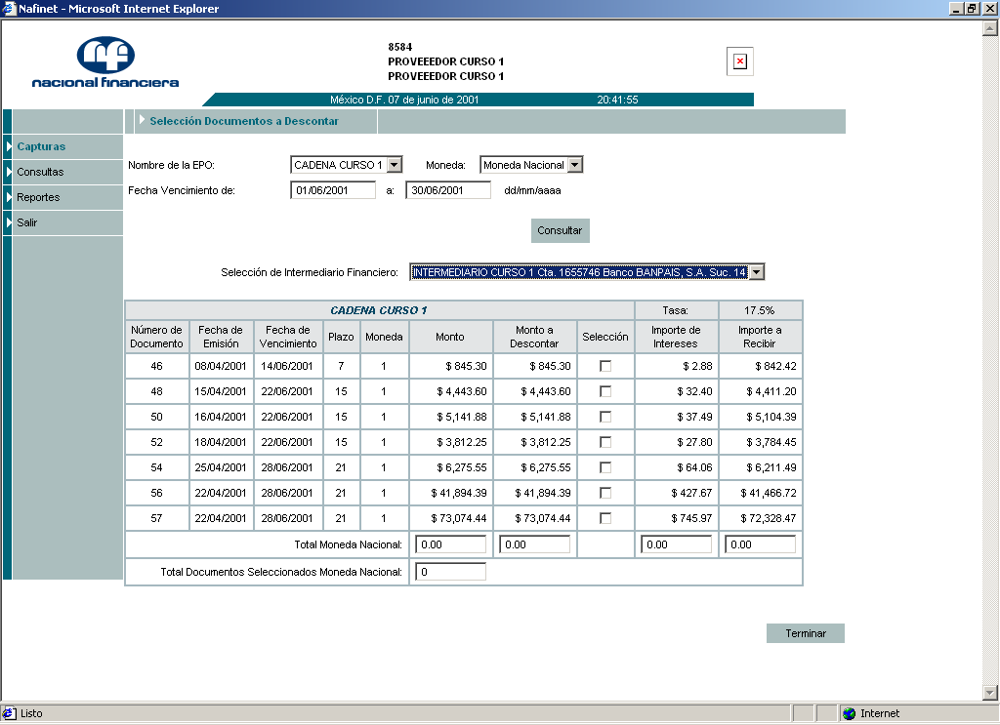 Nafinet - Microsoft Internet Explorer
nacional financiera
8584
PROVEEEDOR CURSO 1
PROVEEEDOR CURSO 1
México D.F. 07 de junio de 2001 20:41:55
Selección Documentos a Descontar
Capturas
Consultas
Reportes
Salir
Nombre de la EPO: CADENA CURSO 1 Moneda: Moneda Nacional
Fecha Vencimiento de: 01/06/2001 a: 30/06/2001 dd/mm/aaaa
Consultar
Selección de Intermediario Financiero: INTERMEDIARIO CURSO 1 Cta. 1655746 Banco BANPAIS, S.A. Suc. 14
CADENA CURSO 1 Tasa: 17.5%
Número de Documento Fecha de Emisión Fecha de Vencimiento Plazo Moneda Monto Monto a Descontar Selección Importe de Intereses Importe a Recibir
46 08/04/2001 14/06/2001 7 1 $ 845.30 $ 845.30 $ 2.88 $ 842.42
48 15/04/2001 22/06/2001 15 1 $ 4,443.60 $ 4,443.60 $ 32.40 $ 4,411.20
50 16/04/2001 22/06/2001 15 1 $ 5,141.88 $ 5,141.88 $ 37.49 $ 5,104.39
52 18/04/2001 22/06/2001 15 1 $ 3,812.25 $ 3,812.25 $ 27.80 $ 3,784.45
54 25/04/2001 28/06/2001 21 1 $ 6,275.55 $ 6,275.55 $ 64.06 $ 6,211.49
56 22/04/2001 28/06/2001 21 1 $ 41,894.39 $ 41,894.39 $ 427.67 $ 41,466.72
57 22/04/2001 28/06/2001 21 1 $ 73,074.44 $ 73,074.44 $ 745.97 $ 72,328.47
Total Moneda Nacional: 0.00 0.00 0.00 0.00
Total Documentos Seleccionados Moneda Nacional: 0
Terminar
Listo Internet